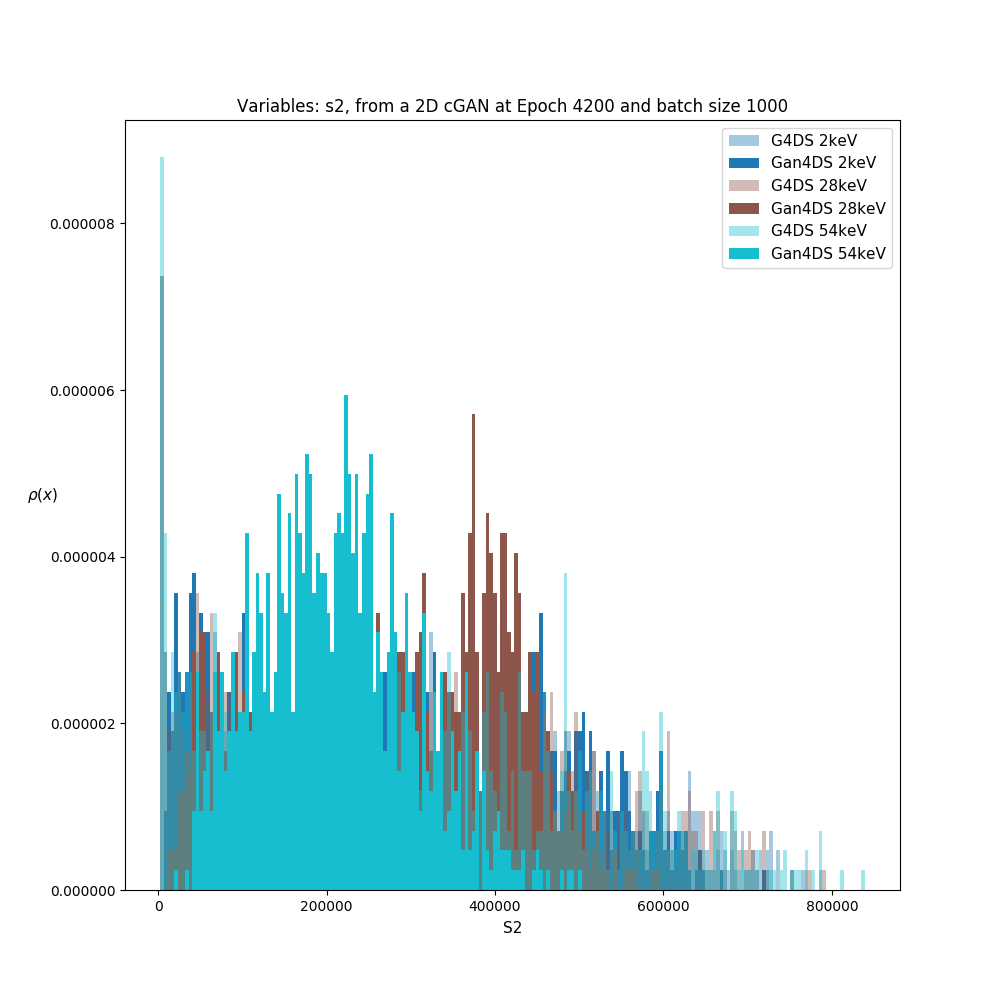 Variables: s2, from a 2D cGAN at Epoch 4200 and batch size 1000
G4DS 2keV
Gan4DS 2keV
G4DS 28keV
Gan4DS 28keV
G4DS 54keV
Gan4DS 54keV
0.000008
0.000006
ρ(x)
0.000004
0.000002
0.000000
0 200000 400000 600000 800000
S2